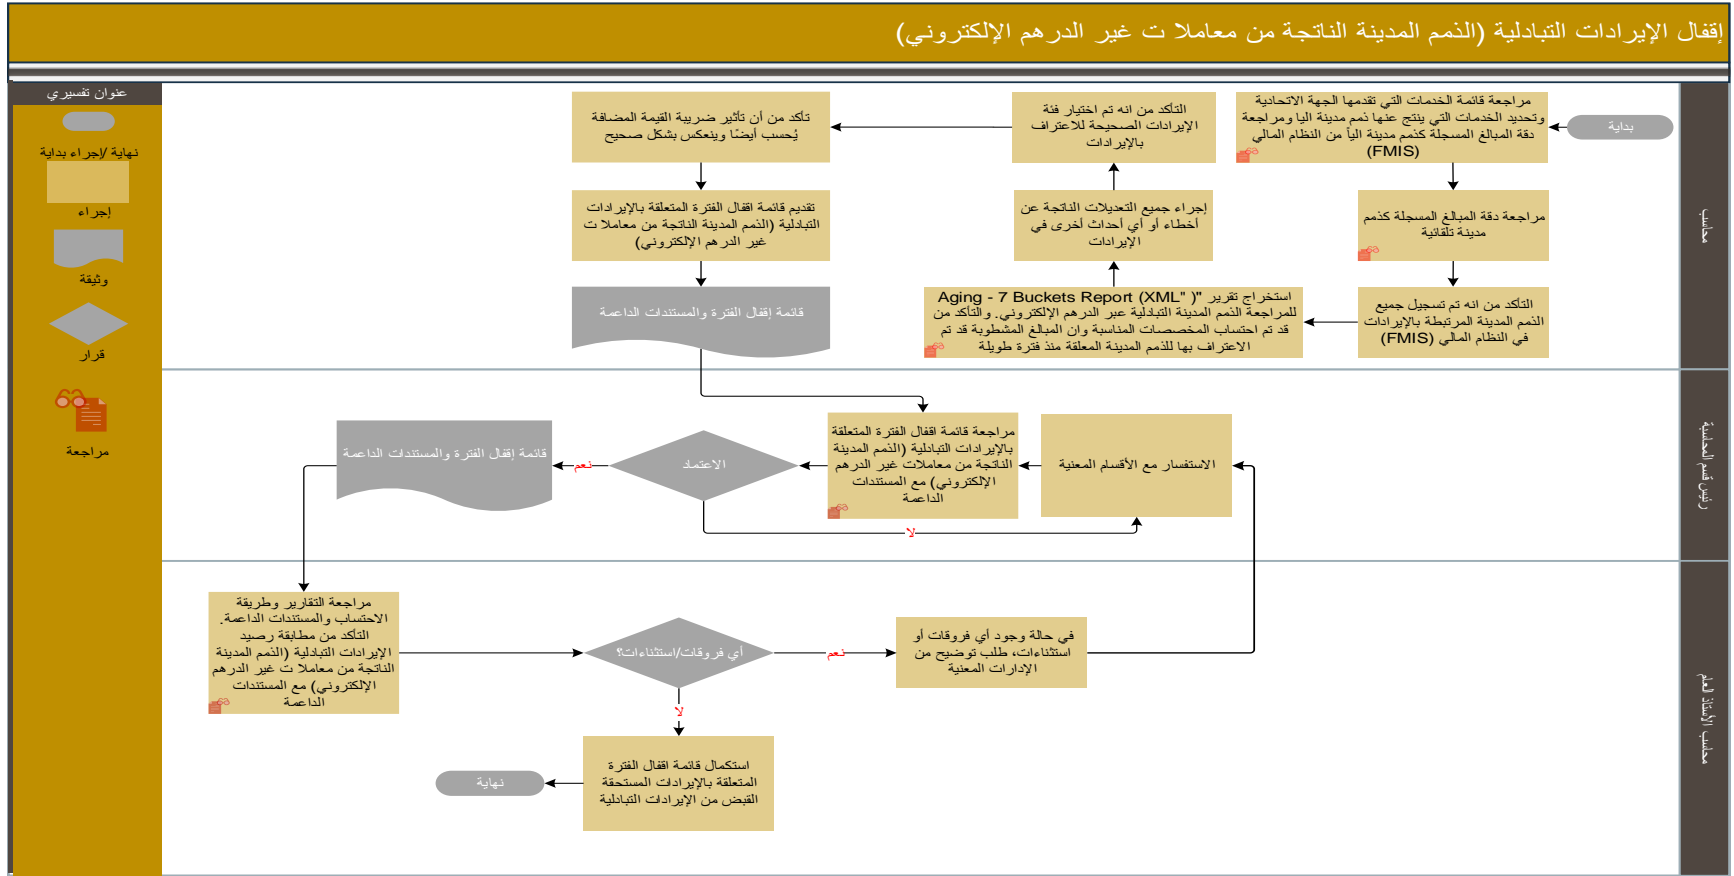 إقفال الإيرادات التبادلية (الذمم المدينة الناتجة من معاملا ت غير الدرهم الإلكتروني)
عنوان تفسيري
نهاية /إجراء بداية
إجراء
وثيقة
قرار
مراجعة
محاسب
بداية
مراجعة قائمة الخدمات التي تقدمها الجهة الاتحادية
وتحديد الخدمات التي ينتج عنها ذمم مدينة اليا ومراجعة
دقة المبالغ المسجلة كذمم مدينة اليأ من النظام المالي
(FMIS)
مراجعة دقة المبالغ المسجلة كذمم
مدينة تلقائية
التأكد من انه تم تسجيل جميع
الذمم المدينة المرتبطة بالإيرادات
في النظام المالي (FMIS)
استخراج تقرير "( "Aging - 7 Buckets Report (XML
للمراجعة الذمم المدينة التبادلية عبر الدرهم الإلكتروني. والتأكد من
قد تم احتساب المخصصات المناسبة وان المبالغ المشطوبة قد تم
الاعتراف بها للذمم المدينة المعلقة منذ فترة طويلة
إجراء جميع التعديلات الناتجة عن
أخطاء أو أي أحداث أخرى في
الإيرادات
التأكد من انه تم اختيار فئة
الإيرادات الصحيحة للاعتراف
بالإيرادات
تأكد من أن تأثير ضريبة القيمة المضافة
يُحسب أيضًا وينعكس بشكل صحيح
تقديم قائمة اقفال الفترة المتعلقة بالإيرادات
التبادلية (الذمم المدينة الناتجة من معاملا ت
غير الدرهم الإلكتروني)
قائمة إقفال الفترة والمستندات الداعمة
رئيس قسم المحاسبة
مراجعة قائمة اقفال الفترة المتعلقة
بالإيرادات التبادلية (الذمم المدينة
الناتجة من معاملات غير الدرهم
الإلكتروني) مع المستندات
الداعمة
الاستفسار مع الأقسام المعنية
الاعتماد
نعم
لا
قائمة إقفال الفترة والمستندات الداعمة
محاسب الأستاذ العام
مراجعة التقارير وطريقة
الاحتساب والمستندات الداعمة.
التأكد من مطابقة رصيد
الإيرادات التبادلية (الذمم المدينة
الناتجة من معاملا ت غير الدرهم
الإلكتروني) مع المستندات
الداعمة
أي فروقات/استثناءات؟
نعم
لا
في حالة وجود أي فروقات أو
استثناءات، طلب توضيح من
الإدارات المعنية
استكمال قائمة اقفال الفترة
المتعلقة بالإيرادات المستحقة
القبض من الإيرادات التبادلية
نهاية